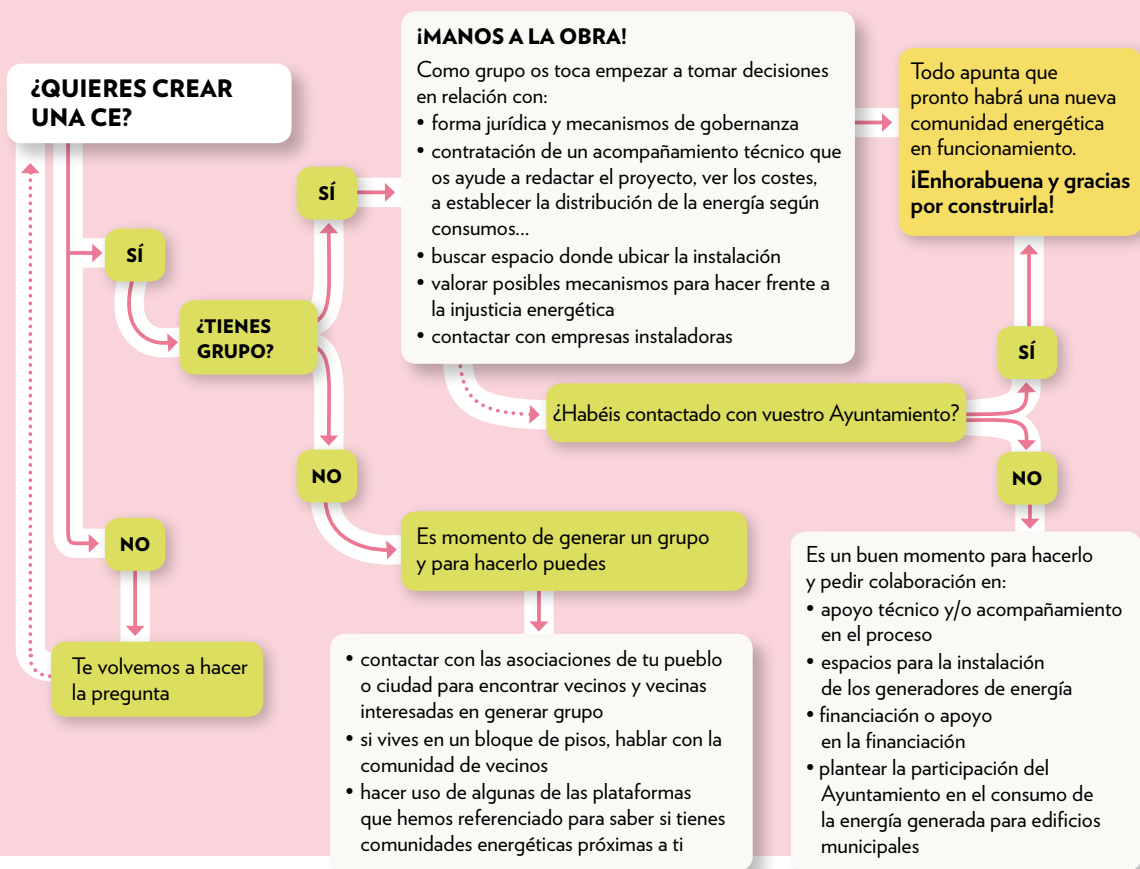 ¿QUIERES CREAR
UNA CE?
SÍ
¿TIENES
GRUPO?
SÍ
¡MANOS A LA OBRA!
Como grupo os toca empezar a tomar decisiones
en relación con:
• forma jurídica y mecanismos de gobernanza
• contratación de un acompañamiento técnico que
os ayude a redactar el proyecto, ver los costes,
a establecer la distribución de la energía según
consumos...
• buscar espacio donde ubicar la instalación
• valorar posibles mecanismos para hacer frente a
la injusticia energética
• contactar con empresas instaladoras
Todo apunta que
pronto habrá una nueva
comunidad energética
en funcionamiento.
¡Enhorabuena y gracias
por construirla!
¿Habéis contactado con vuestro Ayuntamiento?
SÍ
NO
Es un buen momento para hacerlo
y pedir colaboración en:
• apoyo técnico y/o acompañamiento
en el proceso
• espacios para la instalación
de los generadores de energía
• financiación o apoyo
en la financiación
• plantear la participación del
Ayuntamiento en el consumo de
la energía generada para edificios
municipales
NO
Es momento de generar un grupo
y para hacerlo puedes
• contactar con las asociaciones de tu pueblo
o ciudad para encontrar vecinos y vecinas
interesadas en generar grupo
• si vives en un bloque de pisos, hablar con la
comunidad de vecinos
• hacer uso de algunas de las plataformas
que hemos referenciado para saber si tienes
comunidades energéticas próximas a ti
NO
Te volvemos a hacer
la pregunta